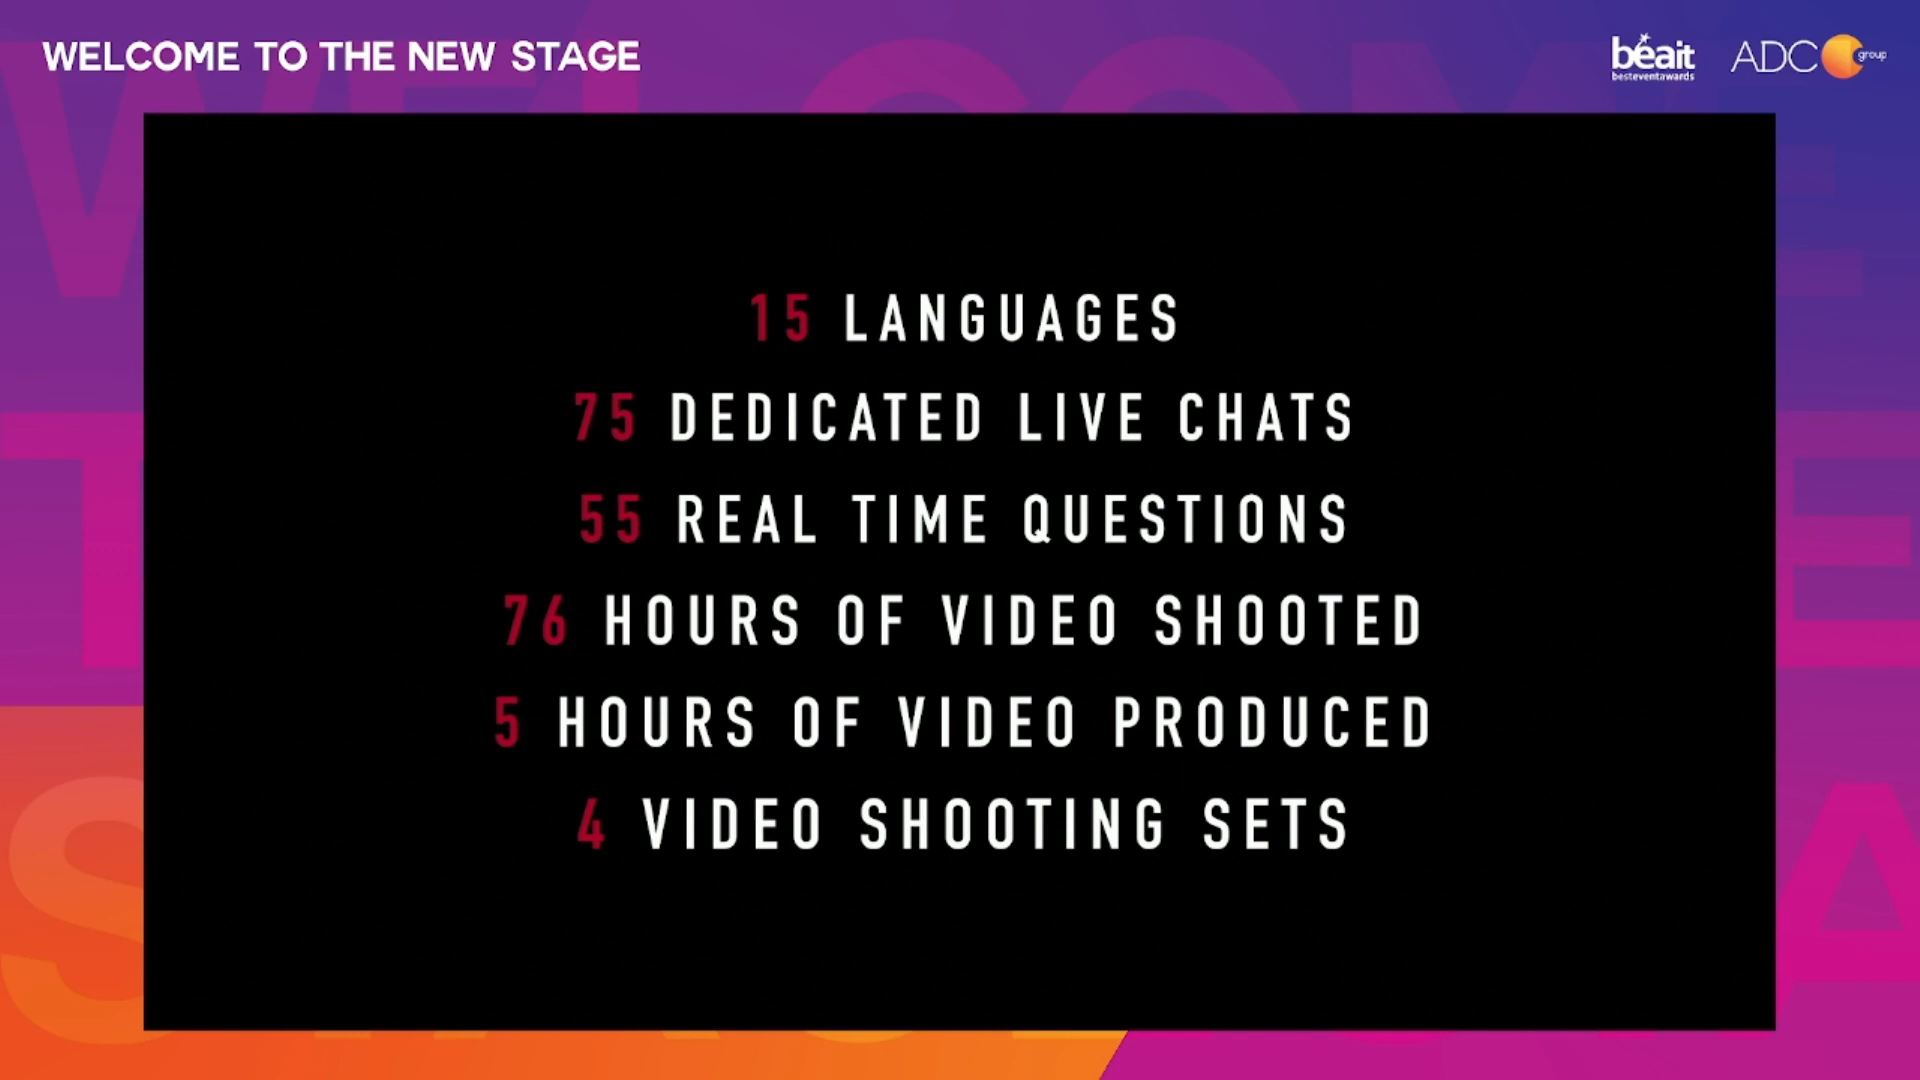 WELCOME TO THE NEW STAGE
béait
besteventawards
ADC group
15 LANGUAGES
75 DEDICATED LIVE CHATS
55 REAL TIME QUESTIONS
76 HOURS OF VIDEO SHOOTED
5 HOURS OF VIDEO PRODUCED
4 VIDEO SHOOTING SETS